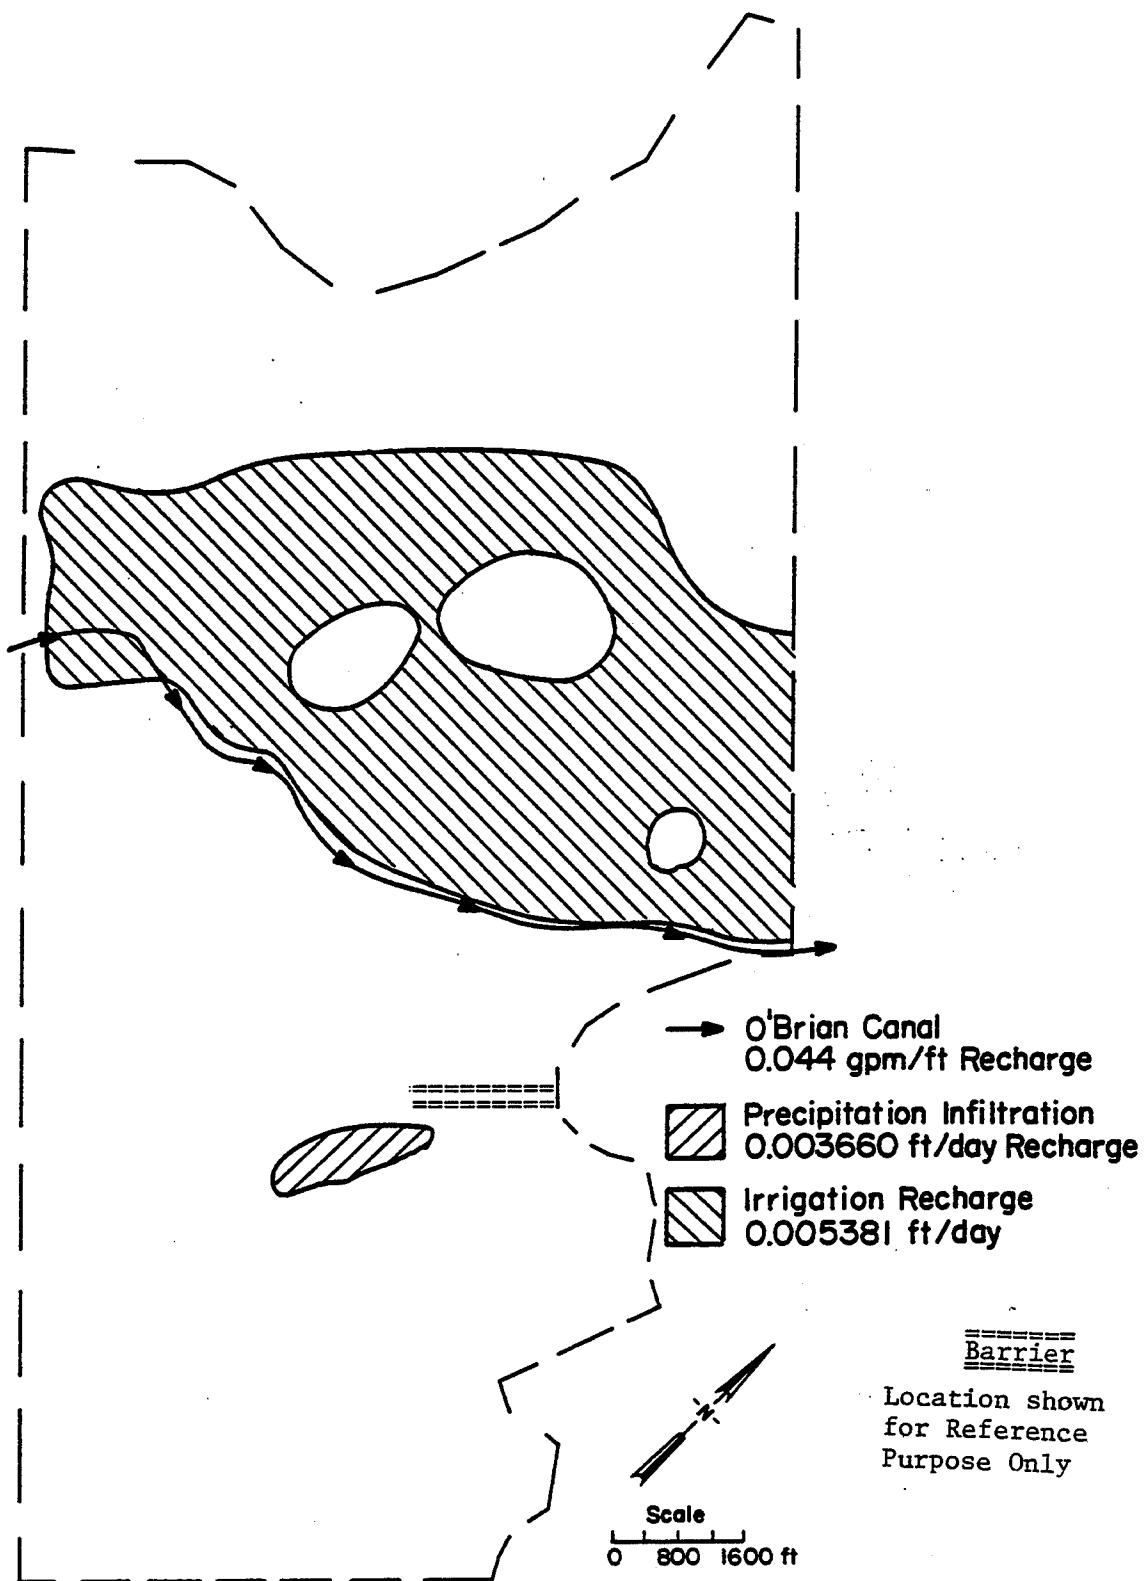 O'Brian Canal
0.044 gpm/ft Recharge
Precipitation Infiltration
0.003660 ft/day Recharge
Irrigation Recharge
0.005381 ft/day
Barrier
Location shown
for Reference
Purpose Only
N
Scale
0 800 1600 ft